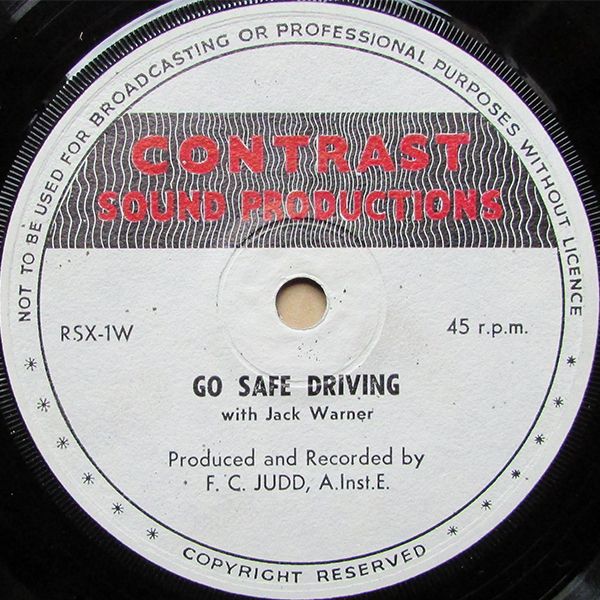 NOT TO BE USED FOR BROADCASTING OR PROFESSIONAL PURPOSES WITHOUT LICENCE
CONTRAST
SOUND PRODUCTIONS
RSX-1W
45 r.p.m.
GO SAFE DRIVING
with Jack Warner
Produced and Recorded by
F. C. JUDD, A.Inst.E.
* * * * * COPYRIGHT RESERVED * * * * *